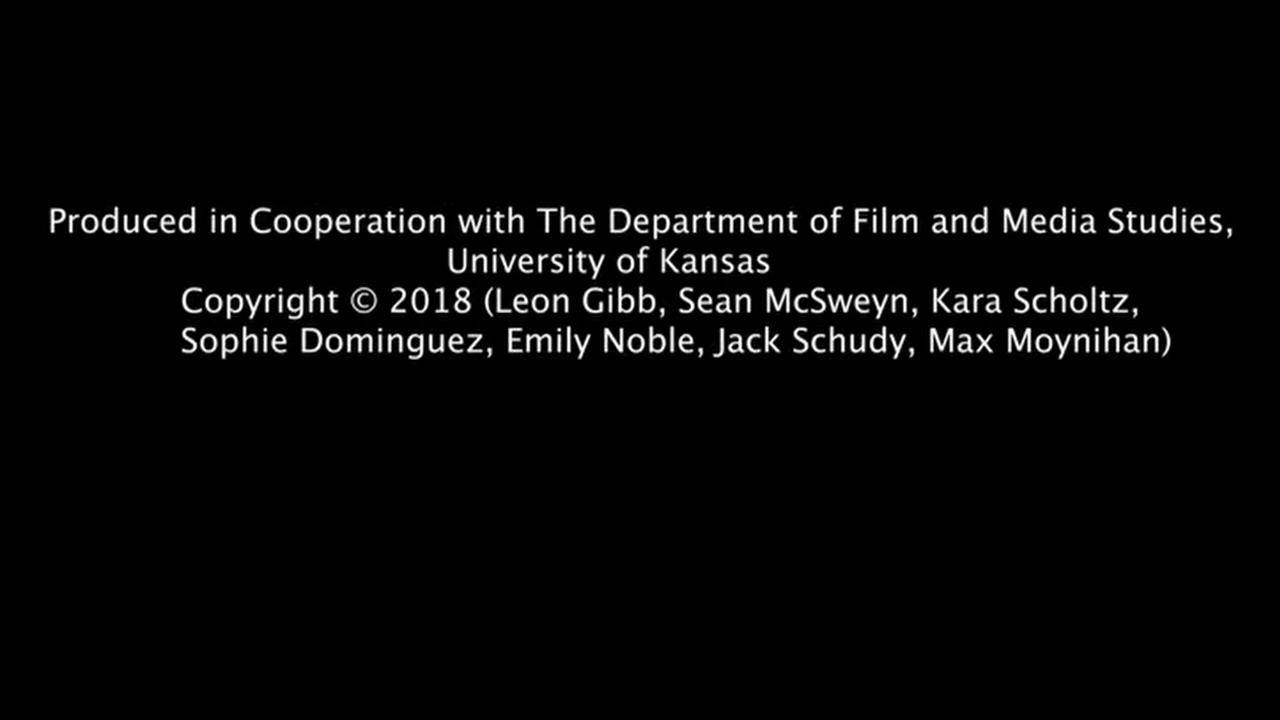 Produced in Cooperation with The Department of Film and Media Studies,
University of Kansas
Copyright © 2018 (Leon Gibb, Sean McSweyn, Kara Scholtz,
Sophie Dominguez, Emily Noble, Jack Schudy, Max Moynihan)